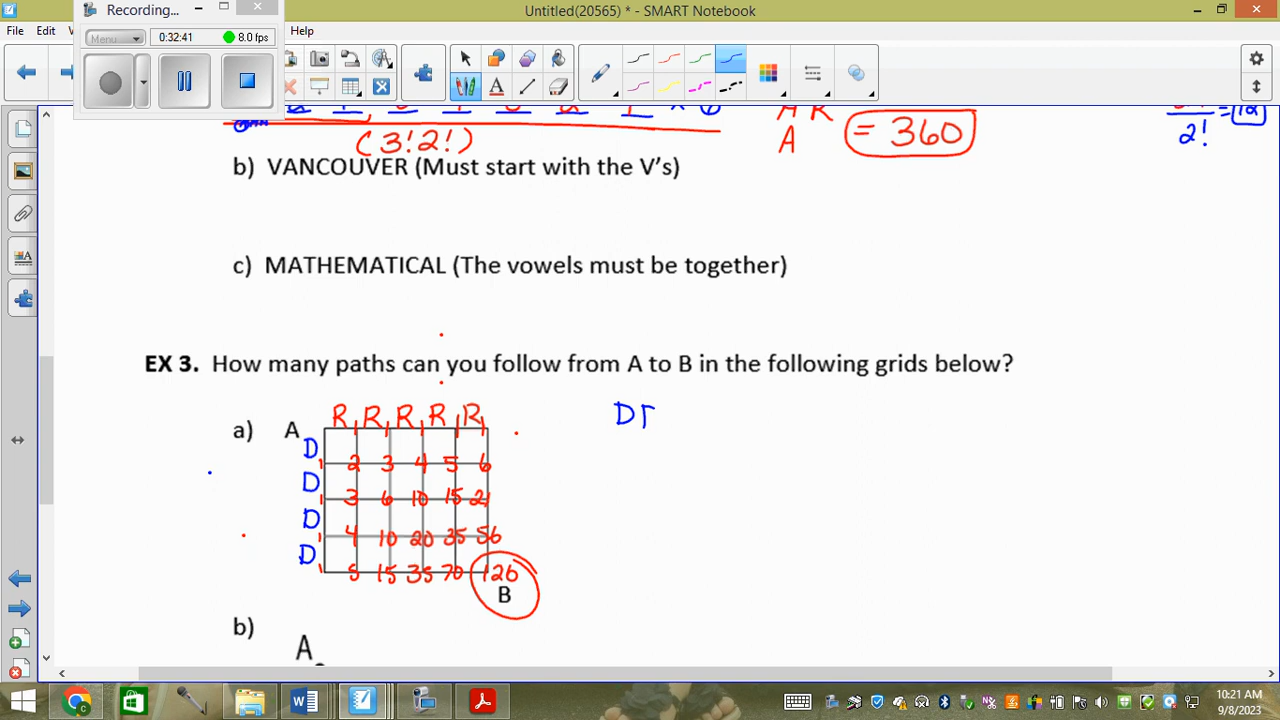 Recording...
Untitled(20565) * - SMART Notebook
File
Edit
Help
Menu
0:32:41
8.0 fps
(3!2!)
A
= 360
2!
b) VANCOUVER (Must start with the V's)
c) MATHEMATICAL (The vowels must be together)
EX 3. How many paths can you follow from A to B in the following grids below?
R R R R R
D
a) A
D 2 3 4 5 6
D 1 3 6 10 15 21
D 1 4 10 20 35 56
D 1 5 15 35 70 126
B
b)
A
10:21 AM
9/8/2023